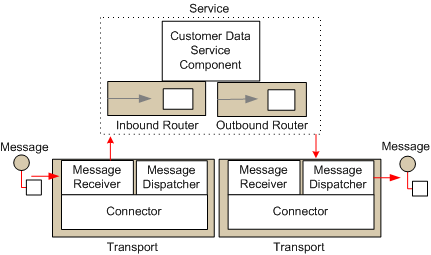 Service
Customer Data
Service
Component
Inbound Router
Outbound Router
Message
Message
Message
Receiver
Message
Dispatcher
Connector
Message
Receiver
Message
Dispatcher
Connector
Transport
Transport